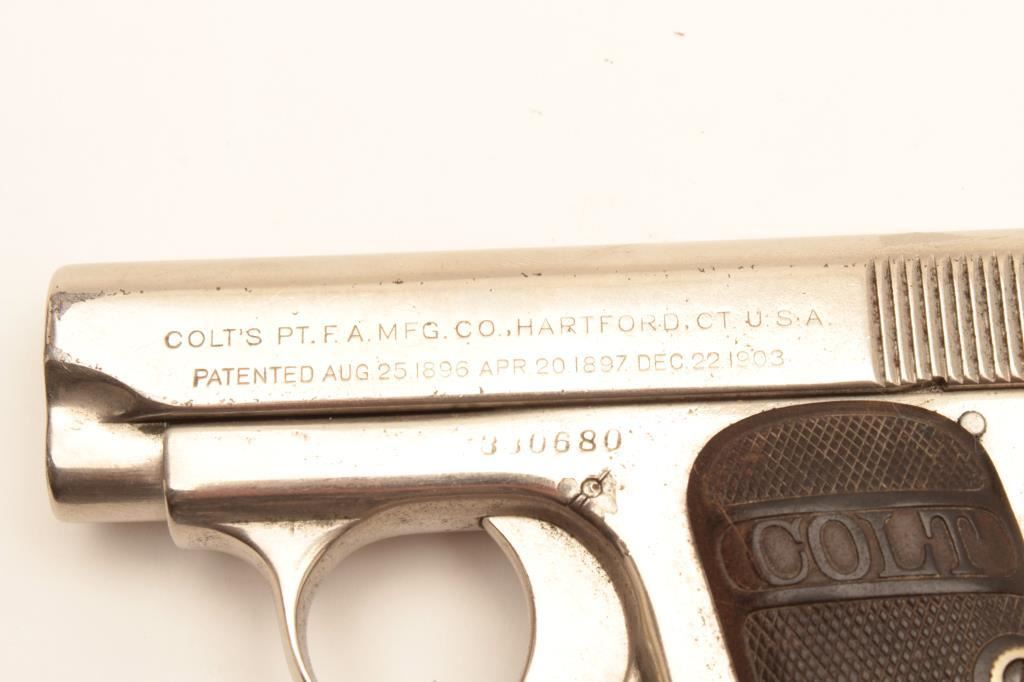 COLT'S PT. F. A. MFG. CO., HARTFORD, CT. U.S.A.
PATENTED AUG. 25. 1896 APR. 20. 1897. DEC. 22. 1903
COLT